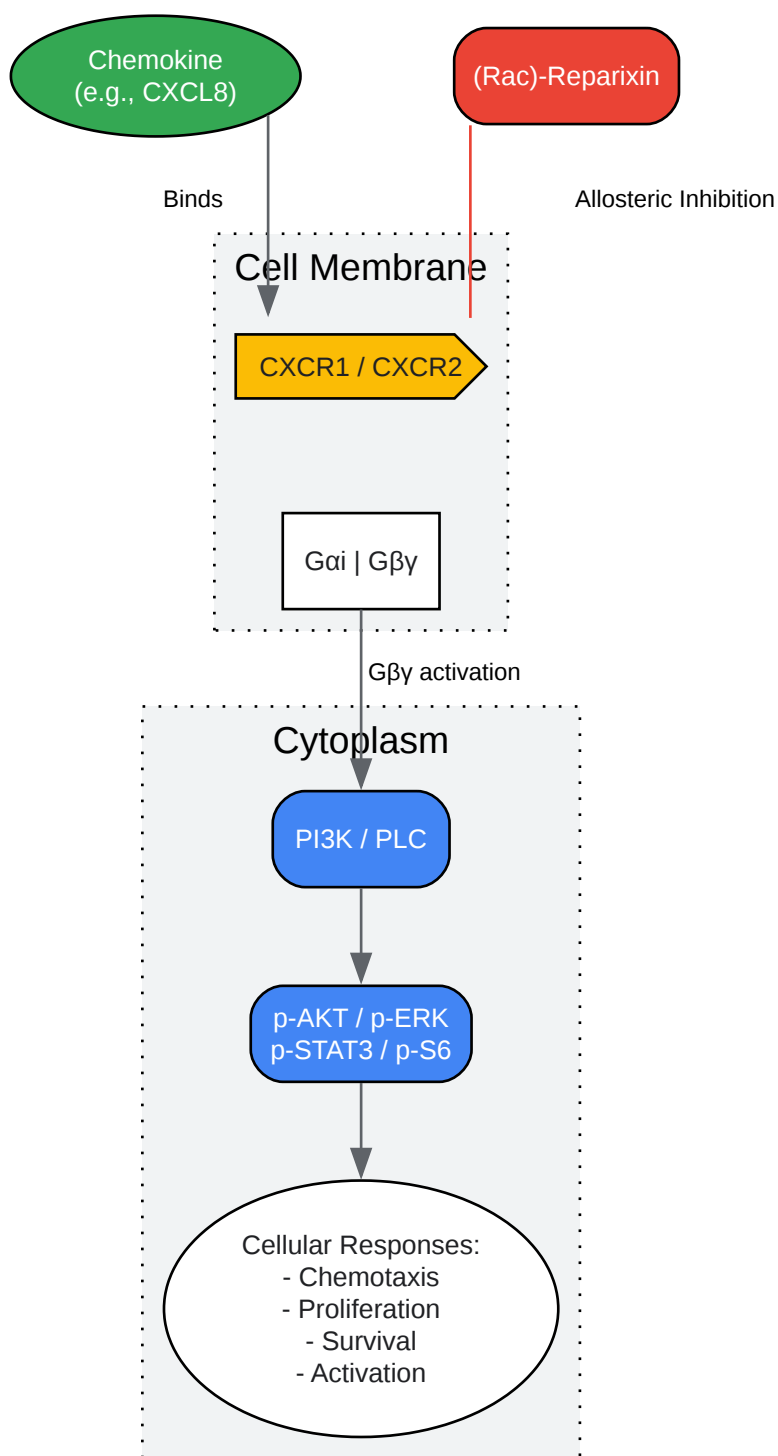 Chemokine
(e.g., CXCL8)
(Rac)-Reparixin
Binds
Allosteric Inhibition
Cell Membrane
CXCR1 / CXCR2
Gαi | Gβγ
Gβγ activation
Cytoplasm
PI3K / PLC
p-AKT / p-ERK
p-STAT3 / p-S6
Cellular Responses:
- Chemotaxis
- Proliferation
- Survival
- Activation